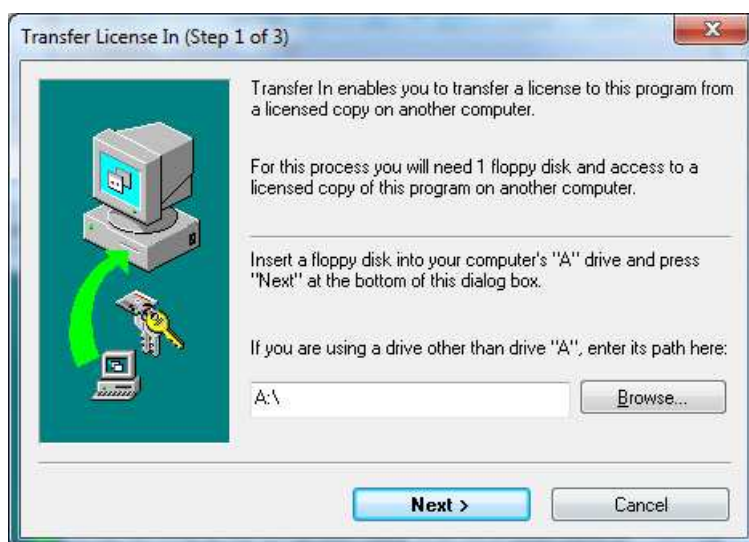 Transfer License In (Step 1 of 3)
Transfer In enables you to transfer a license to this program from
a licensed copy on another computer.
For this process you will need 1 floppy disk and access to a
licensed copy of this program on another computer.
Insert a floppy disk into your computer's "A" drive and press
"Next" at the bottom of this dialog box.
If you are using a drive other than drive "A", enter its path here:
A:\
Browse...
Next >
Cancel